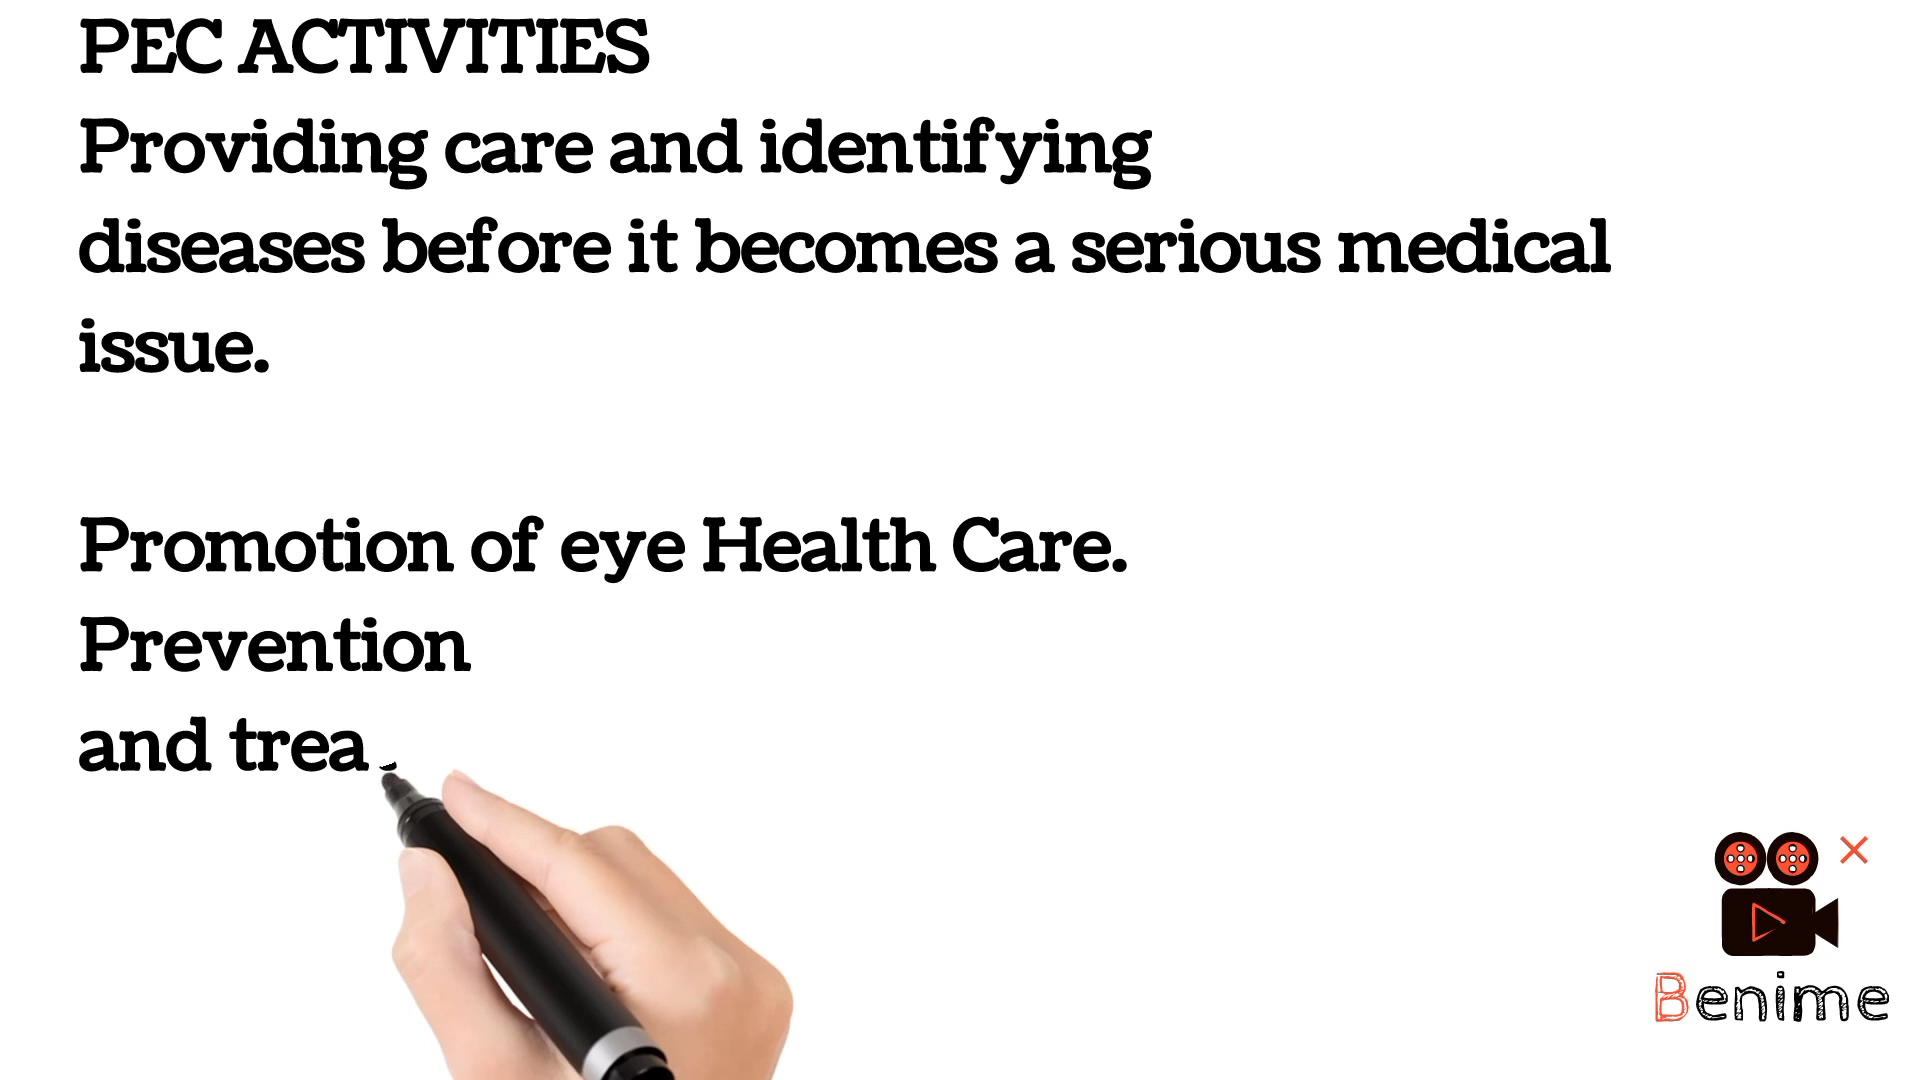 PEC ACTIVITIES
Providing care and identifying
diseases before it becomes a serious medical
issue.
Promotion of eye Health Care.
Prevention
and trea
Benime